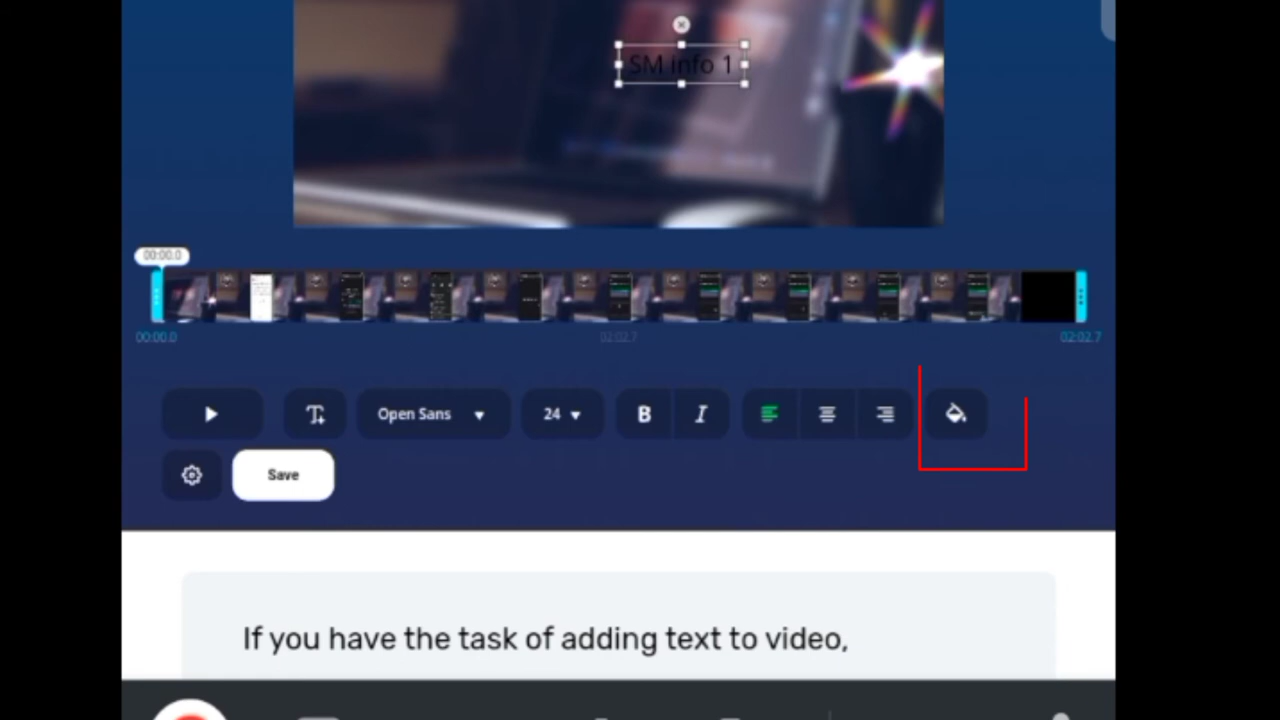 SM info 1
00:00.0
00:00.0 02:02.7 02:02.7
Open Sans 24 B I
Save
If you have the task of adding text to video,